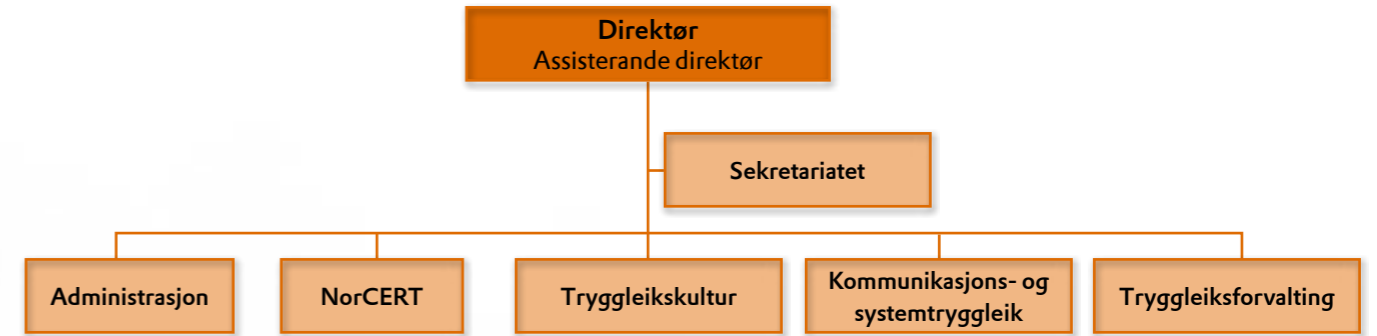 Direktør
Assisterande direktør
Sekretariatet
Administrasjon
NorCERT
Tryggleikskultur
Kommunikasjons- og
systemtryggleik
Tryggleiksforvalting